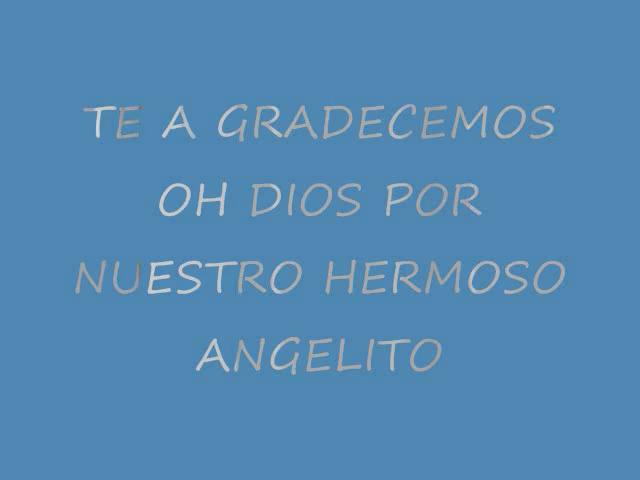 TE A GRADECEMOS
OH DIOS POR
NUESTRO HERMOSO
ANGELITO